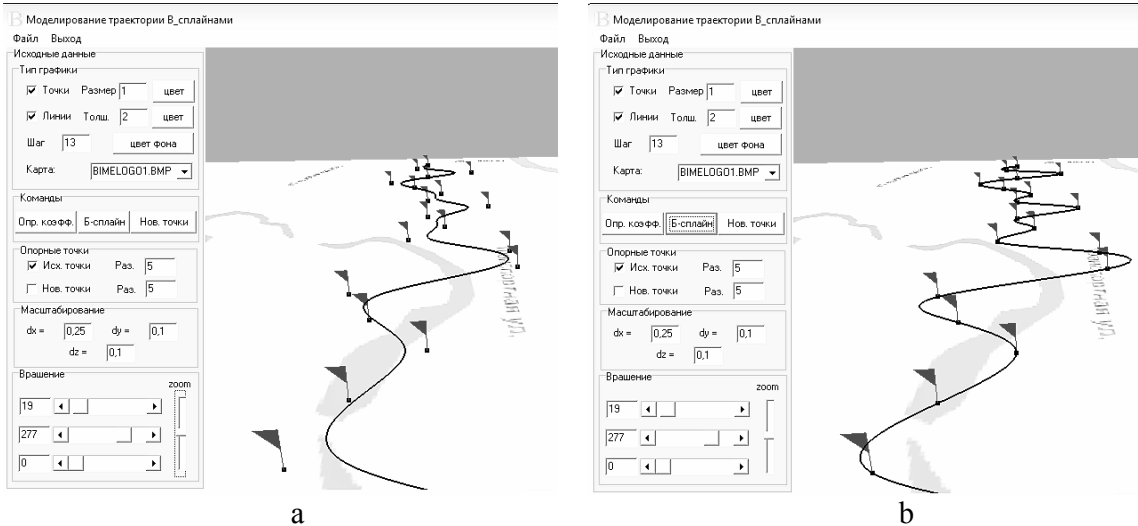 B Моделирование траектории В_сплайнами
Файл Выход
Исходные данные
Тип графики
Точки Размер 1 цвет
Линии Толщ. 2 цвет
Шаг 13 цвет фона
Карта: BIMELOGO1.BMP
Команды
Опр. коэфф. Б-сплайн Нов. точки
Опорные точки
Исх. точки Раз. 5
Нов. точки Раз. 5
Масштабирование
dx = 0,25 dy = 0,1
dz = 0,1
Врашение
zoom
19
277
0
a
B Моделирование траектории В_сплайнами
Файл Выход
Исходные данные
Тип графики
Точки Размер 1 цвет
Линии Толщ. 2 цвет
Шаг 13 цвет фона
Карта: BIMELOGO1.BMP
Команды
Опр. коэфф. Б-сплайн Нов. точки
Опорные точки
Исх. точки Раз. 5
Нов. точки Раз. 5
Масштабирование
dx = 0,25 dy = 0,1
dz = 0,1
Врашение
zoom
19
277
0
b